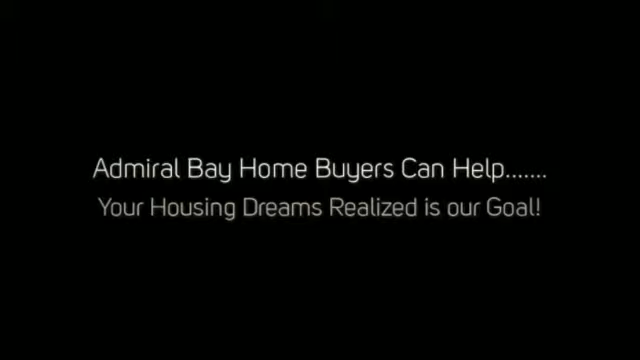 Admiral Bay Home Buyers Can Help.......
Your Housing Dreams Realized is our Goal!